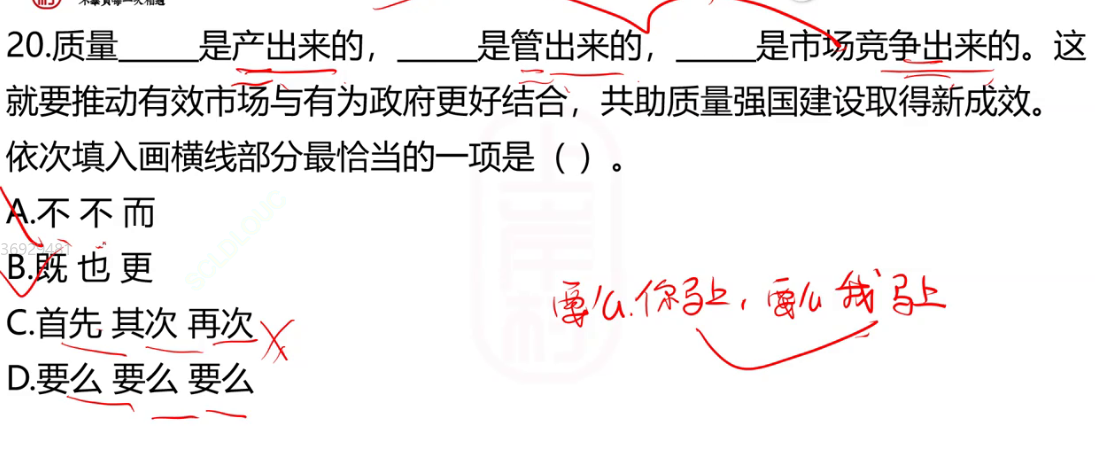 20.质量_____是产出来的，_____是管出来的，_____是市场竞争出来的。这
就要推动有效市场与有为政府更好结合，共助质量强国建设取得新成效。
依次填入画横线部分最恰当的一项是（ ）。
A.不 不 而
36929481
B.既 也 更
要么.你马上，要么我马上
C.首先 其次 再次
D.要么 要么 要么